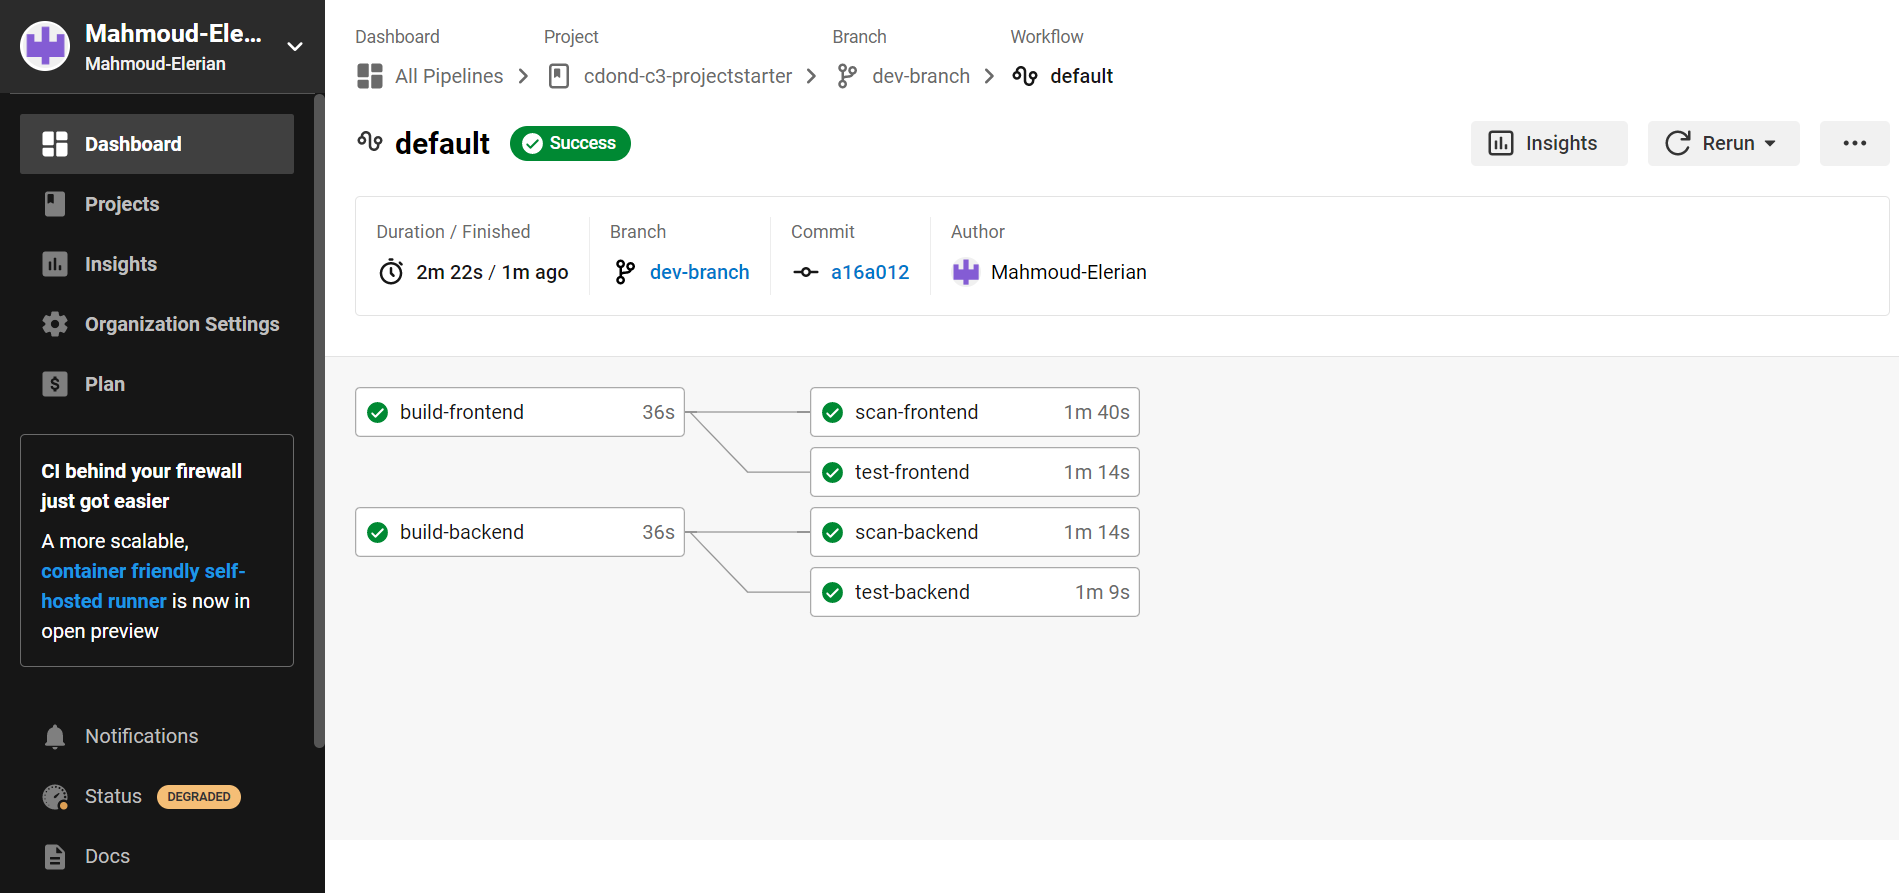 Mahmoud-Ele...
Mahmoud-Elerian
Dashboard
Projects
Insights
Organization Settings
Plan
CI behind your firewall
just got easier
A more scalable,
container friendly self-
hosted runner is now in
open preview
Notifications
Status DEGRADED
Docs
Dashboard Project Branch Workflow
All Pipelines cdond-c3-projectstarter dev-branch default
default Success
Insights Rerun
Duration / Finished Branch Commit Author
2m 22s / 1m ago dev-branch a16a012 Mahmoud-Elerian
build-frontend 36s scan-frontend 1m 40s
test-frontend 1m 14s
build-backend 36s scan-backend 1m 14s
test-backend 1m 9s